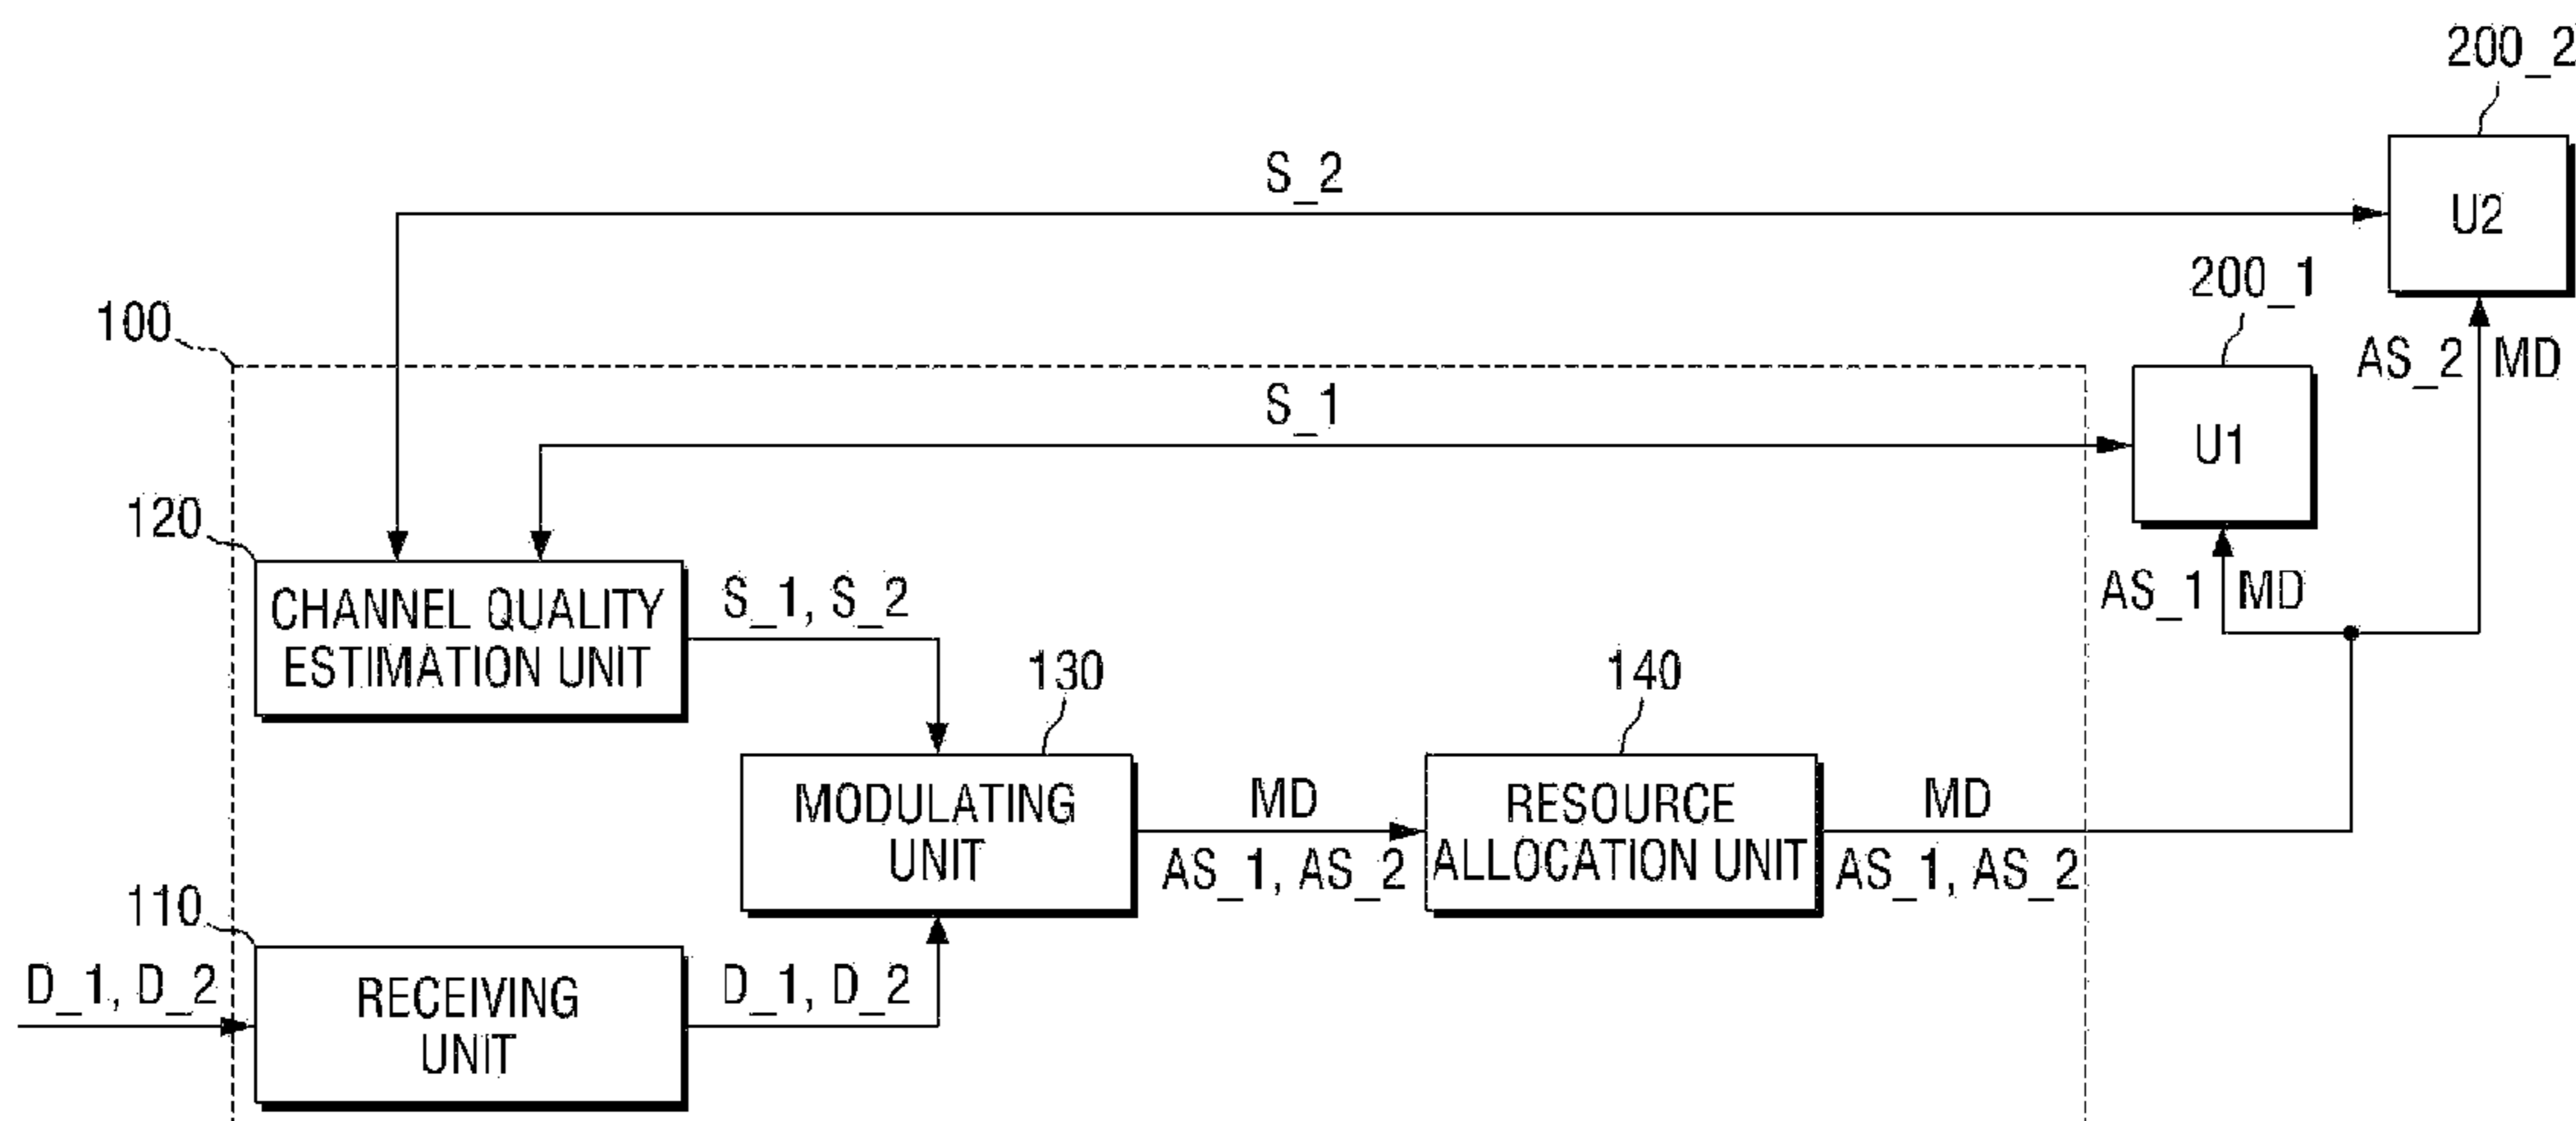 200_2
S_2
U2
200_1
100
AS_2 MD
S_1
U1
120
CHANNEL QUALITY
ESTIMATION UNIT
S_1, S_2
AS_1 MD
130
140
MODULATING
UNIT
MD
AS_1, AS_2
RESOURCE
ALLOCATION UNIT
MD
AS_1, AS_2
110
D_1, D_2
RECEIVING
UNIT
D_1, D_2